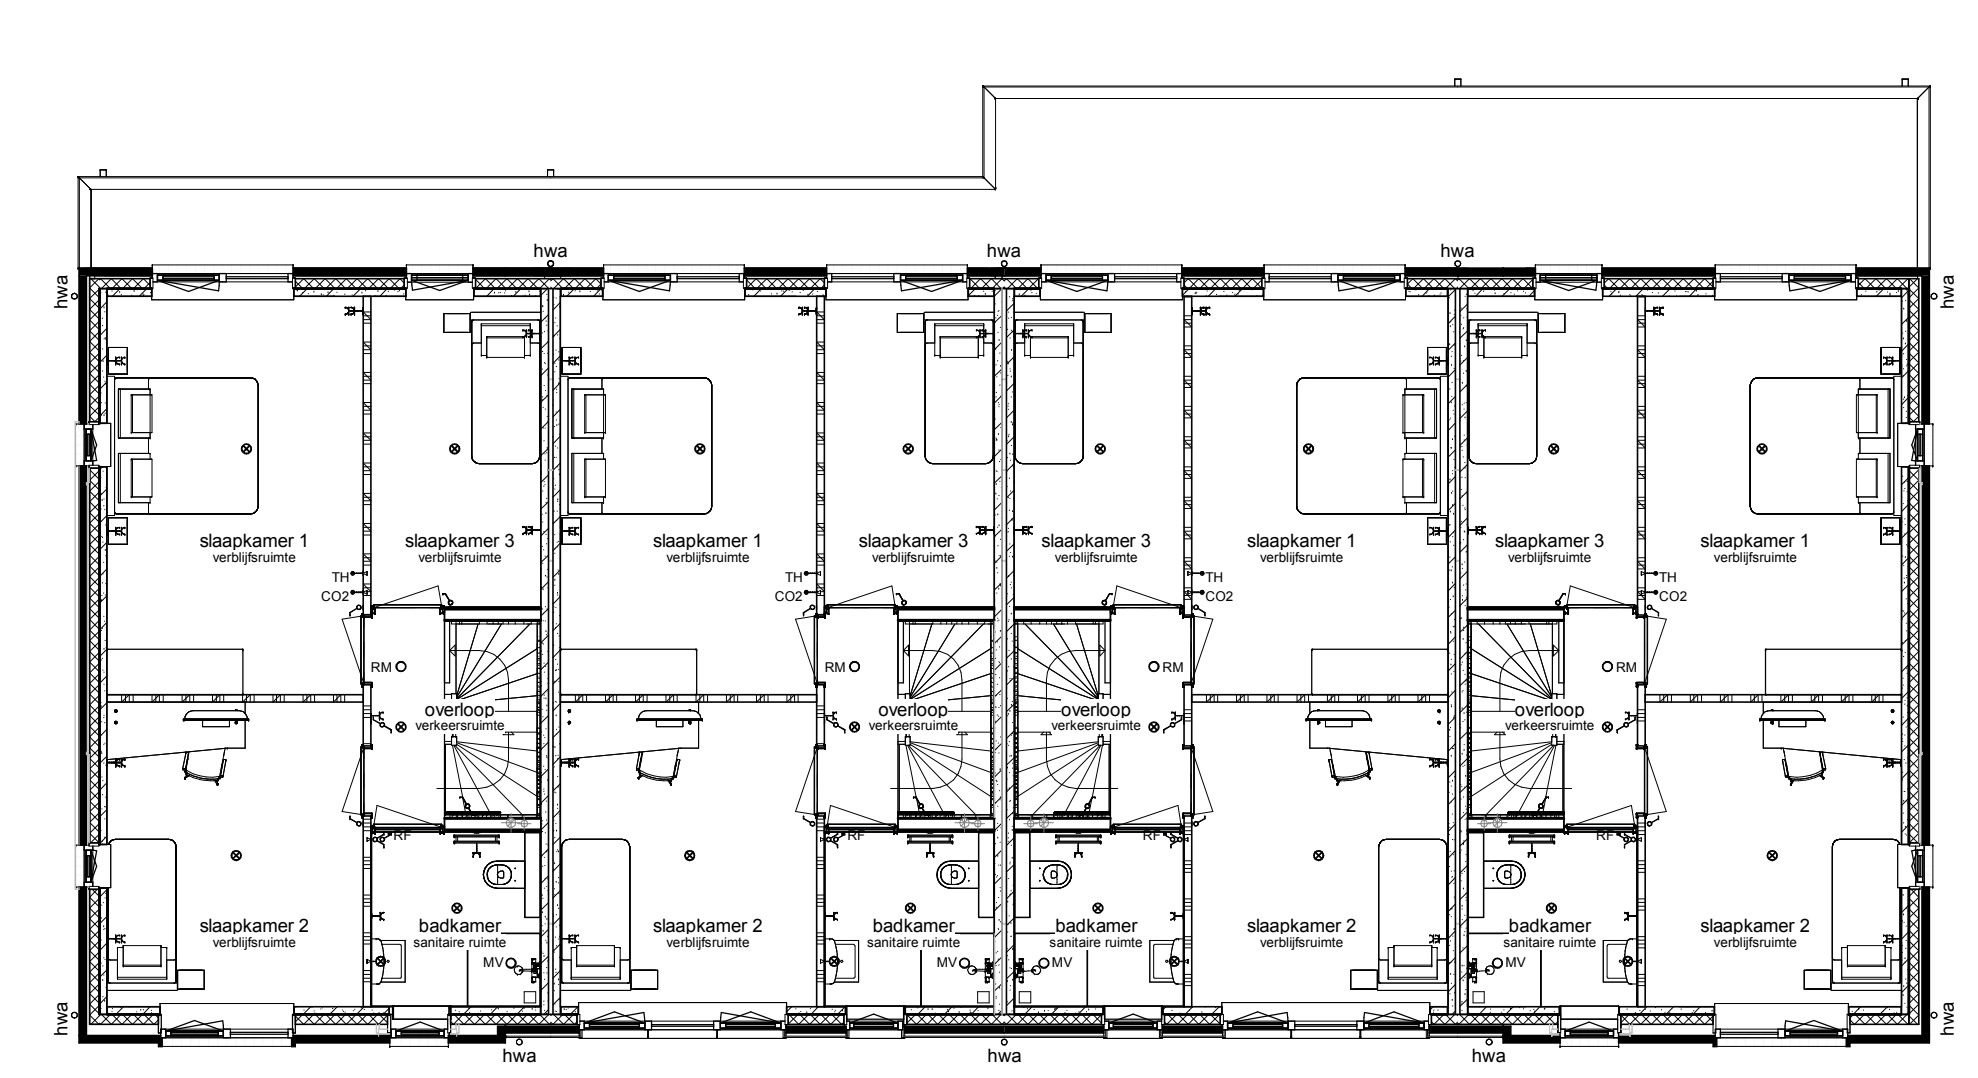 hwa
hwa
hwa
hwa
hwa
slaapkamer 1
verblijfsruimte
slaapkamer 3
verblijfsruimte
slaapkamer 1
verblijfsruimte
slaapkamer 3
verblijfsruimte
slaapkamer 3
verblijfsruimte
slaapkamer 1
verblijfsruimte
slaapkamer 3
verblijfsruimte
slaapkamer 1
verblijfsruimte
TH
CO2
TH
CO2
TH
CO2
TH
CO2
RM
RM
RM
RM
overloop
verkeersruimte
overloop
verkeersruimte
overloop
verkeersruimte
overloop
verkeersruimte
RF
RF
RF
RF
slaapkamer 2
verblijfsruimte
badkamer
sanitaire ruimte
slaapkamer 2
verblijfsruimte
badkamer
sanitaire ruimte
badkamer
sanitaire ruimte
slaapkamer 2
verblijfsruimte
badkamer
sanitaire ruimte
slaapkamer 2
verblijfsruimte
MV
MV
MV
MV
hwa
hwa
hwa
hwa
hwa